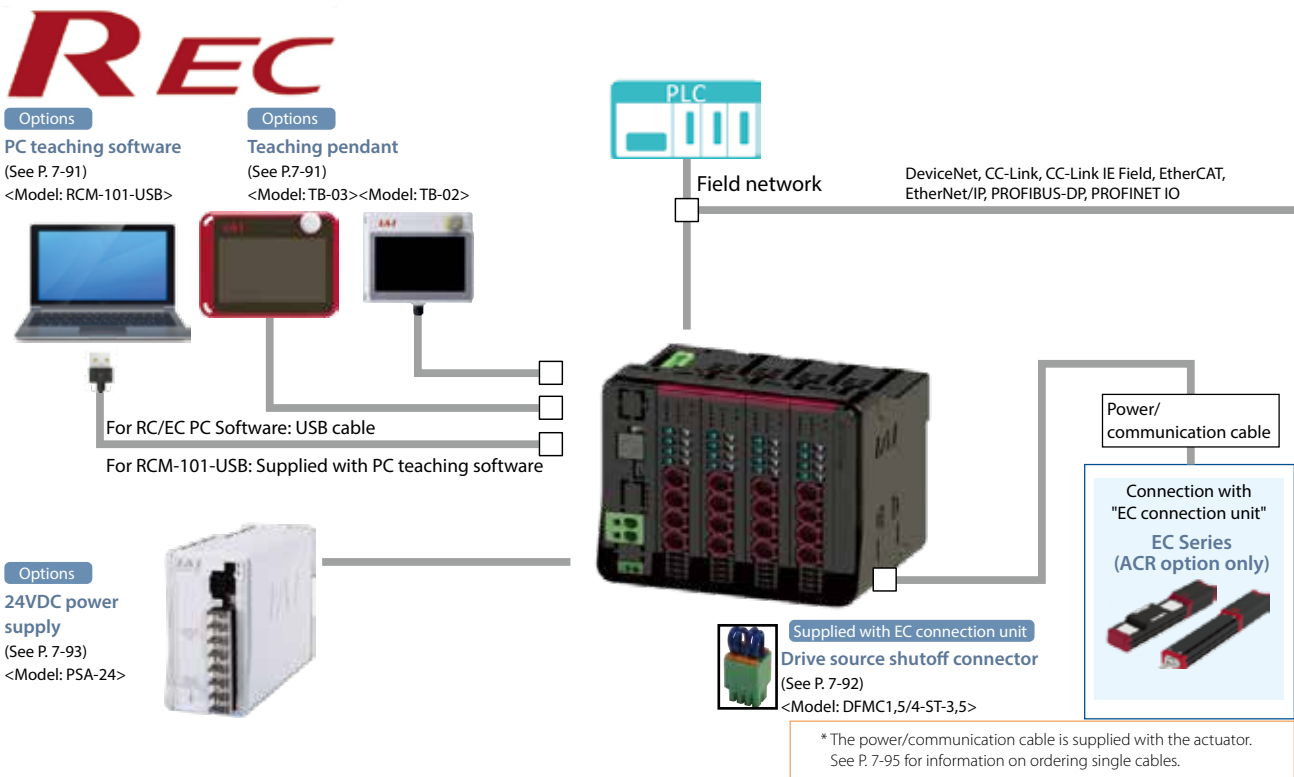 REC
Options
PC teaching software
(See P. 7-91)
<Model: RCM-101-USB>
Options
Teaching pendant
(See P.7-91)
<Model: TB-03><Model: TB-02>
PLC
Field network
DeviceNet, CC-Link, CC-Link IE Field, EtherCAT,
EtherNet/IP, PROFIBUS-DP, PROFINET IO
IAI
For RC/EC PC Software: USB cable
For RCM-101-USB: Supplied with PC teaching software
Power/
communication cable
Connection with
"EC connection unit"
EC Series
(ACR option only)
Options
24VDC power
supply
(See P. 7-93)
<Model: PSA-24>
Supplied with EC connection unit
Drive source shutoff connector
(See P. 7-92)
<Model: DFMC1,5/4-ST-3,5>
* The power/communication cable is supplied with the actuator.
See P. 7-95 for information on ordering single cables.